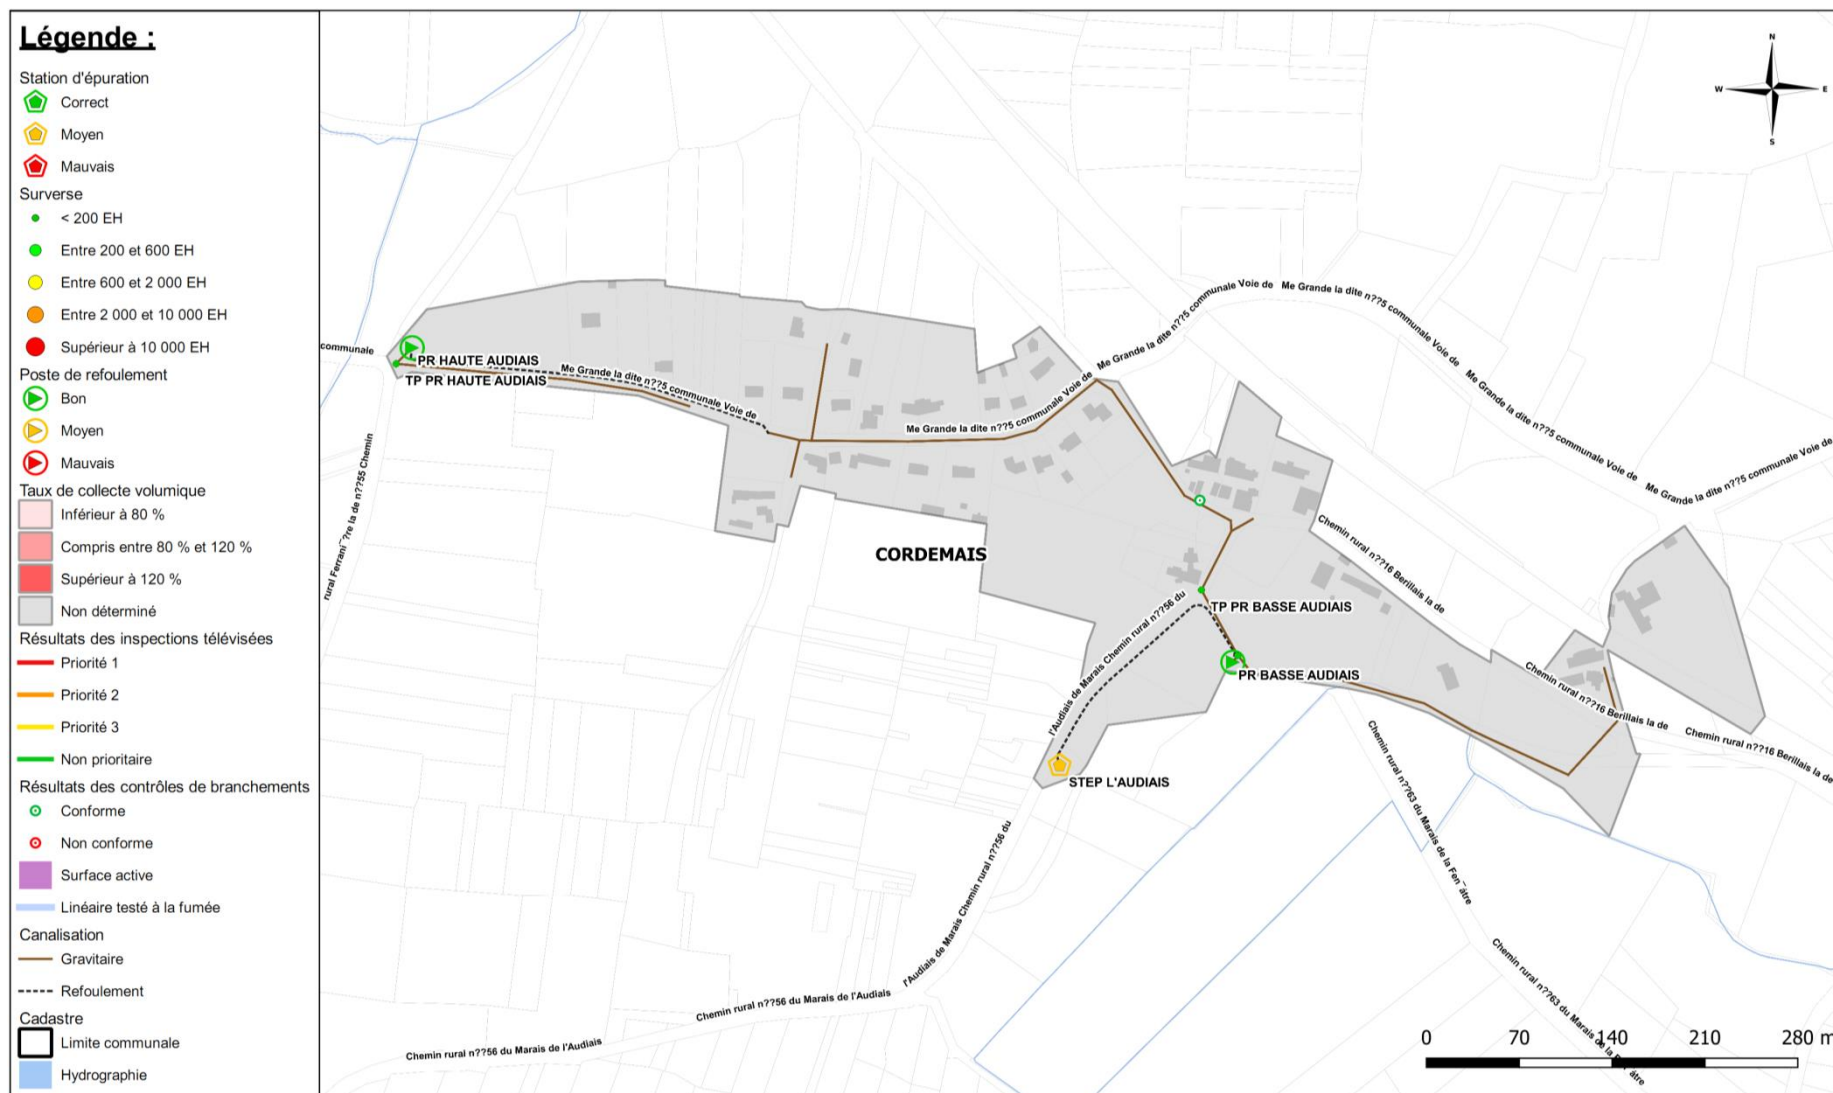 Légende :
Station d'épuration
Correct
Moyen
Mauvais
Surverse
< 200 EH
Entre 200 et 600 EH
Entre 600 et 2 000 EH
Entre 2 000 et 10 000 EH
Supérieur à 10 000 EH
Poste de refoulement
Bon
Moyen
Mauvais
Taux de collecte volumique
Inférieur à 80 %
Compris entre 80 % et 120 %
Supérieur à 120 %
Non déterminé
Résultats des inspections télévisées
Priorité 1
Priorité 2
Priorité 3
Non prioritaire
Résultats des contrôles de branchements
Conforme
Non conforme
Surface active
Linéaire testé à la fumée
Canalisation
Gravitaire
Refoulement
Cadastre
Limite communale
Hydrographie
N
W
E
S
communale
PR HAUTE AUDIAIS
TP PR HAUTE AUDIAIS
Me Grande la dite n??5 communale Voie de
Me Grande la dite n??5 communale Voie de
Me Grande la dite n??5 communale Voie de
Me Grande la dite n??5 communale Voie de
Me Grande la dite n??5 communale Voie de
Me Grande la dite n??5 communale Voie de
rural Ferrani¨?re la de n??55 Chemin
CORDEMAIS
Chemin rural n??16 Berillais la de
TP PR BASSE AUDIAIS
PR BASSE AUDIAIS
l'Audiais de Marais Chemin rural n??56 du
STEP L'AUDIAIS
Chemin rural n??16 Berillais la de
Chemin rural n??16 Berillais la de
Chemin rural n??63 du Marais de la Fen¨âtre
l'Audiais de Marais Chemin rural n??56 du
Chemin rural n??56 du Marais de l'Audiais
Chemin rural n??56 du Marais de l'Audiais
Chemin rural n??63 du Marais de la
0 70 140 210 280 m